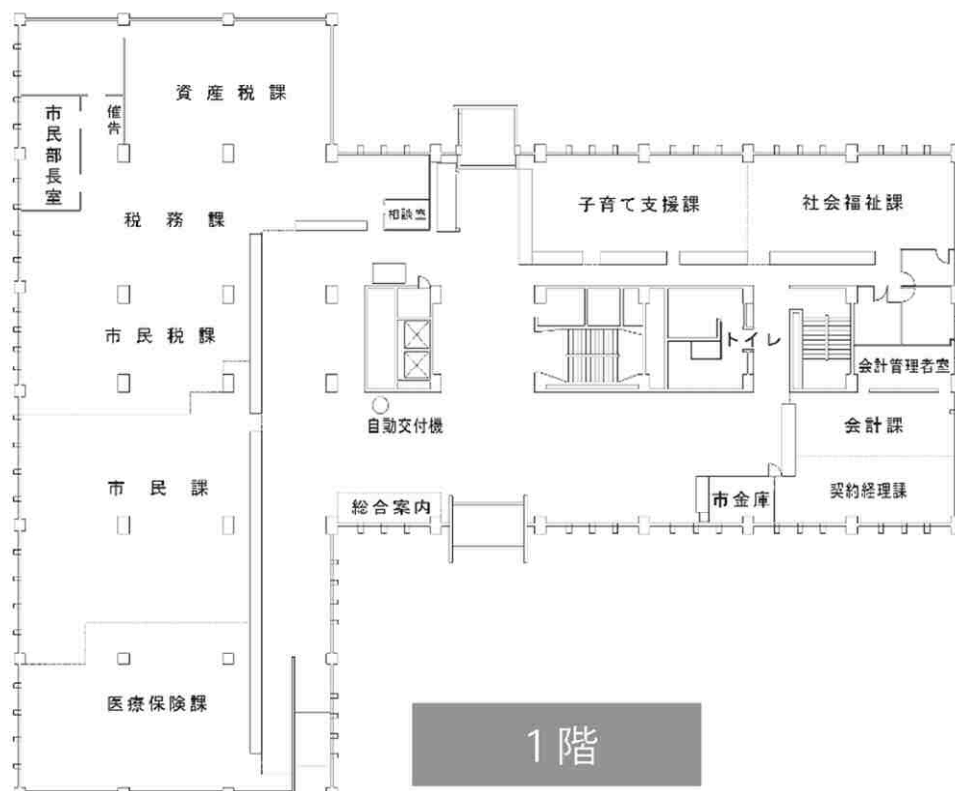 資産税課
市民部長室
催告
税務課
相談室
子育て支援課
社会福祉課
市民税課
トイレ
会計管理者室
自動交付機
会計課
市民課
総合案内
市金庫
契約経理課
医療保険課
1階